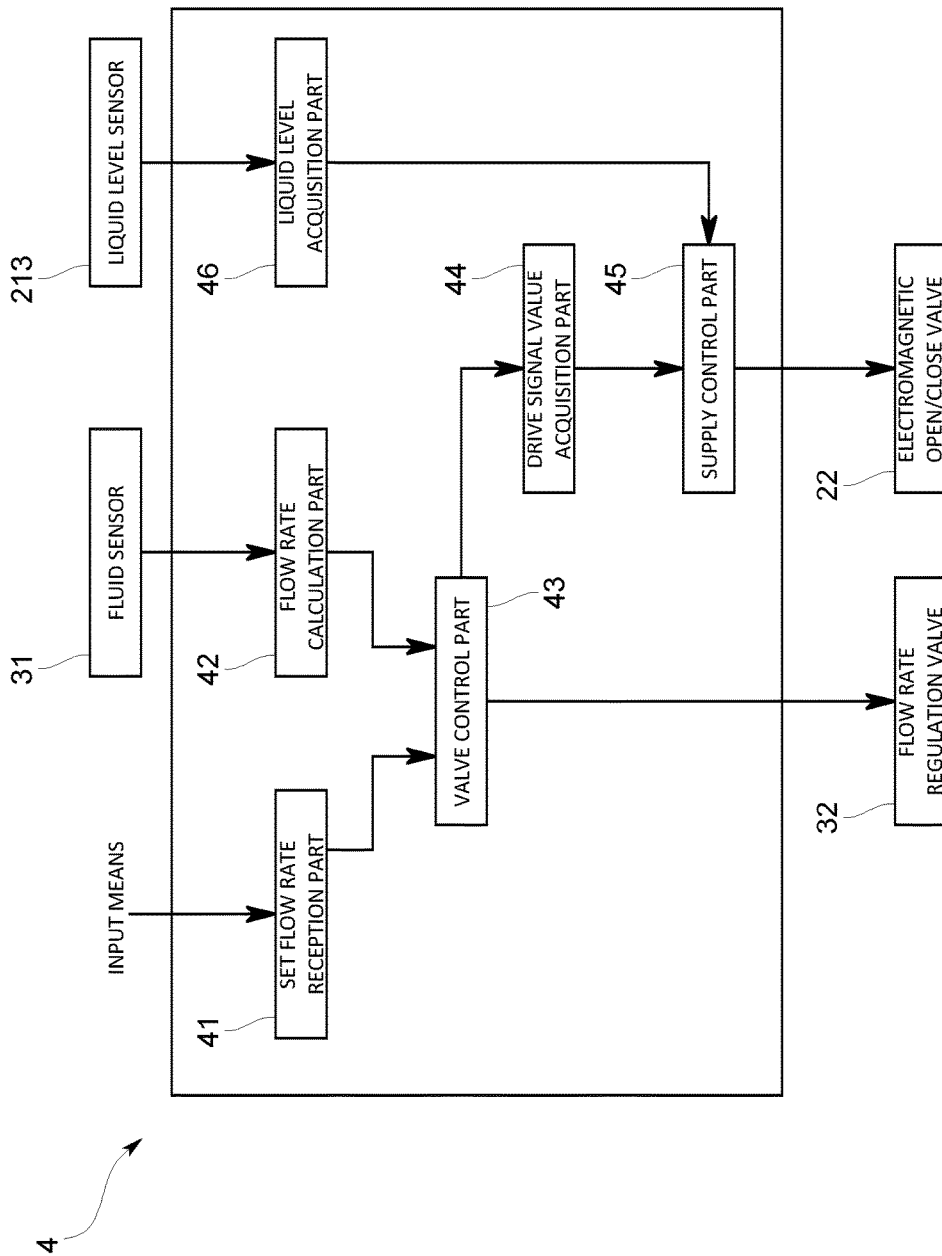 4
INPUT MEANS
31
FLUID SENSOR
213
LIQUID LEVEL SENSOR
41
SET FLOW RATE
RECEPTION PART
42
FLOW RATE
CALCULATION PART
46
LIQUID LEVEL
ACQUISITION PART
VALVE CONTROL PART
43
44
DRIVE SIGNAL VALUE
ACQUISITION PART
45
SUPPLY CONTROL PART
32
FLOW RATE
REGULATION VALVE
22
ELECTROMAGNETIC
OPEN/CLOSE VALVE